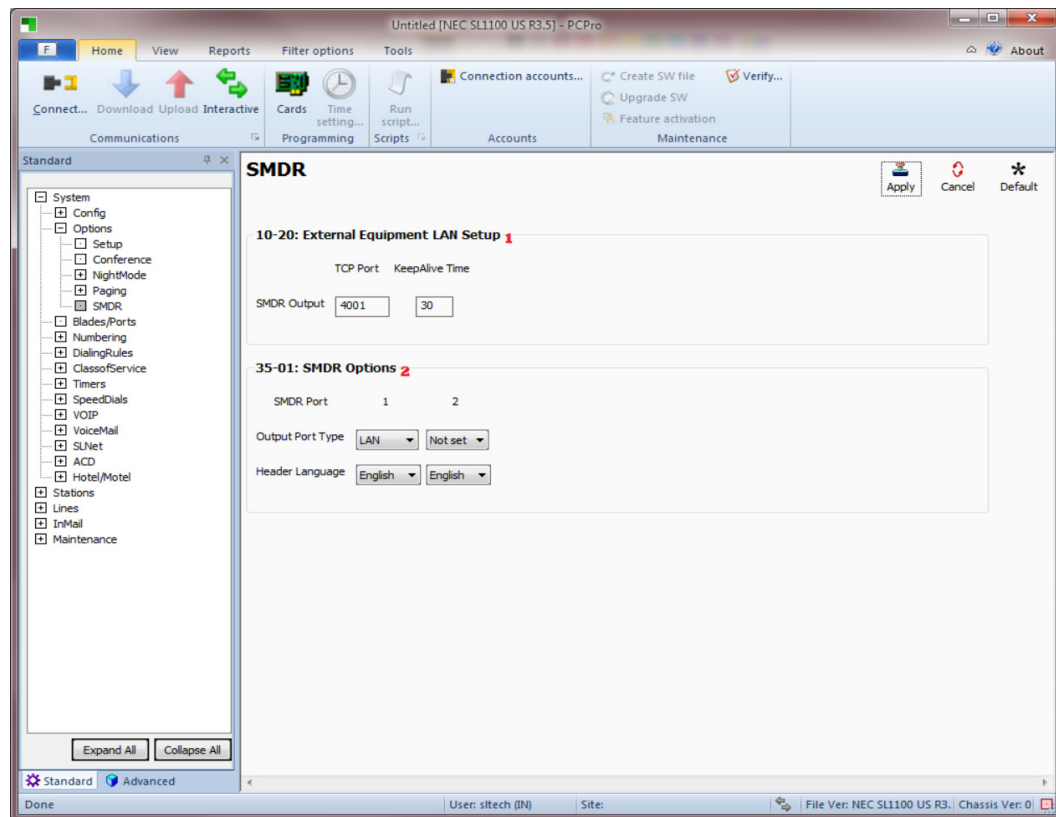 Untitled [NEC SL1100 US R3.5] - PCPro
F Home View Reports Filter options Tools About
Connect... Download Upload Interactive
Communications
Cards Time setting...
Programming
Run script...
Scripts
Connection accounts...
Accounts
Create SW file Verify...
Upgrade SW
Feature activation
Maintenance
Standard
System
Config
Options
Setup
Conference
NightMode
Paging
SMDR
Blades/Ports
Numbering
DialingRules
ClassofService
Timers
SpeedDials
VOIP
VoiceMail
SLNet
ACD
Hotel/Motel
Stations
Lines
InMail
Maintenance
Expand All Collapse All
Standard Advanced
SMDR
Apply Cancel Default
10-20: External Equipment LAN Setup 1
TCP Port KeepAlive Time
SMDR Output 4001 30
35-01: SMDR Options 2
SMDR Port 1 2
Output Port Type LAN Not set
Header Language English English
Done User: sltech (IN) Site: File Ver: NEC SL1100 US R3. Chassis Ver: 0